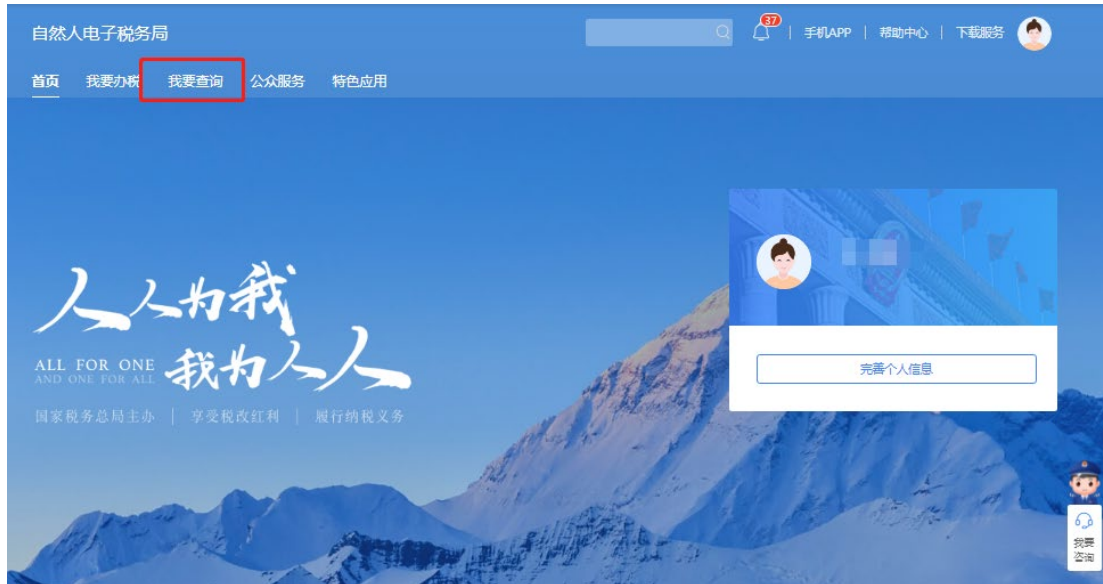 自然人电子税务局
37 | 手机APP | 帮助中心 | 下载服务
首页 我要办税 我要查询 公众服务 特色应用
人人为我
ALL FOR ONE
AND ONE FOR ALL
我为人人
国家税务总局主办 | 享受税改红利 | 履行纳税义务
完善个人信息
我要
咨询